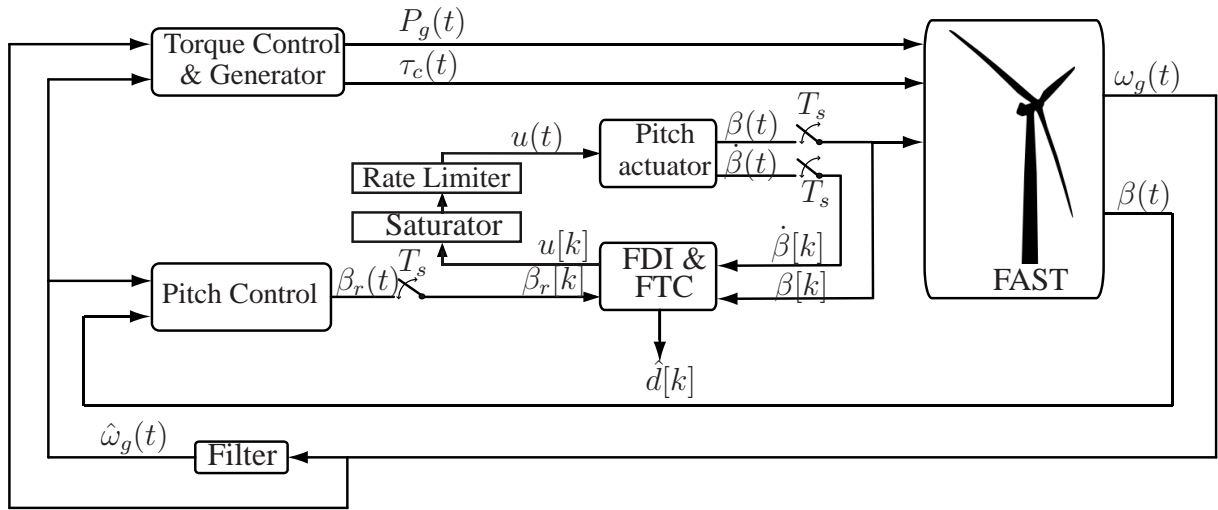 P_g(t)
Torque Control
& Generator
τ_c(t)
ω_g(t)
T_s
u(t)
Pitch
actuator
β(t)
β̇(t)
T_s
Rate Limiter
Saturator
β(t)
u[k]
FDI &
FTC
β̇[k]
β[k]
FAST
Pitch Control
β_r(t)
T_s
β_r[k]
d̂[k]
ω̂_g(t)
Filter